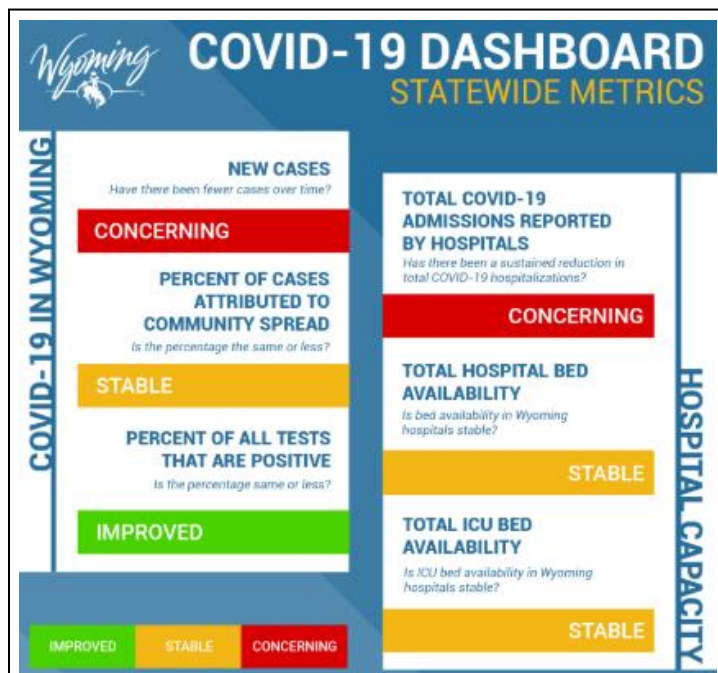 Wyoming
COVID-19 DASHBOARD
STATEWIDE METRICS
COVID-19 IN WYOMING
NEW CASES
Have there been fewer cases over time?
CONCERNING
PERCENT OF CASES
ATTRIBUTED TO
COMMUNITY SPREAD
Is the percentage the same or less?
STABLE
PERCENT OF ALL TESTS
THAT ARE POSITIVE
Is the percentage same or less?
IMPROVED
TOTAL COVID-19
ADMISSIONS REPORTED
BY HOSPITALS
Has there been a sustained reduction in
total COVID-19 hospitalizations?
CONCERNING
TOTAL HOSPITAL BED
AVAILABILITY
Is bed availability in Wyoming
hospitals stable?
STABLE
TOTAL ICU BED
AVAILABILITY
Is ICU bed availability in Wyoming
hospitals stable?
STABLE
HOSPITAL CAPACITY
IMPROVED
STABLE
CONCERNING